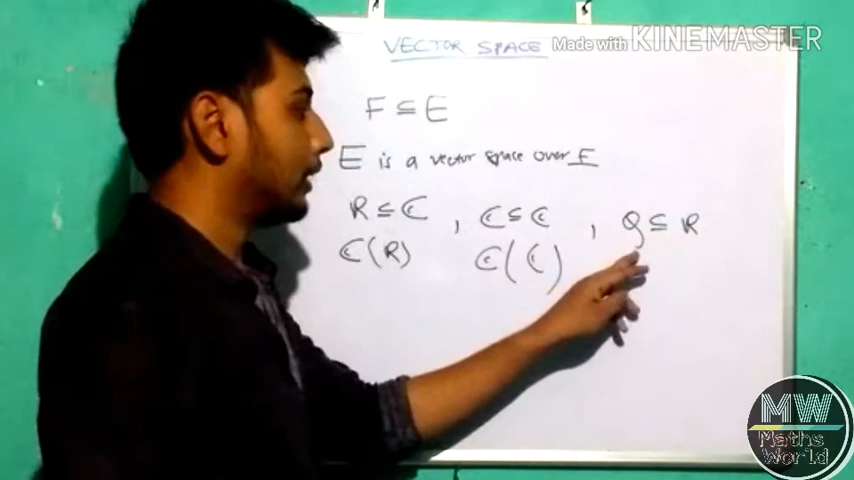 VECTOR SPACE
Made with KINEMASTER
F ⊆ E
E is a vector space over F
R ⊆ C , C ⊆ C , Q ⊆ R
C(R) C(C)
MW
Maths
World